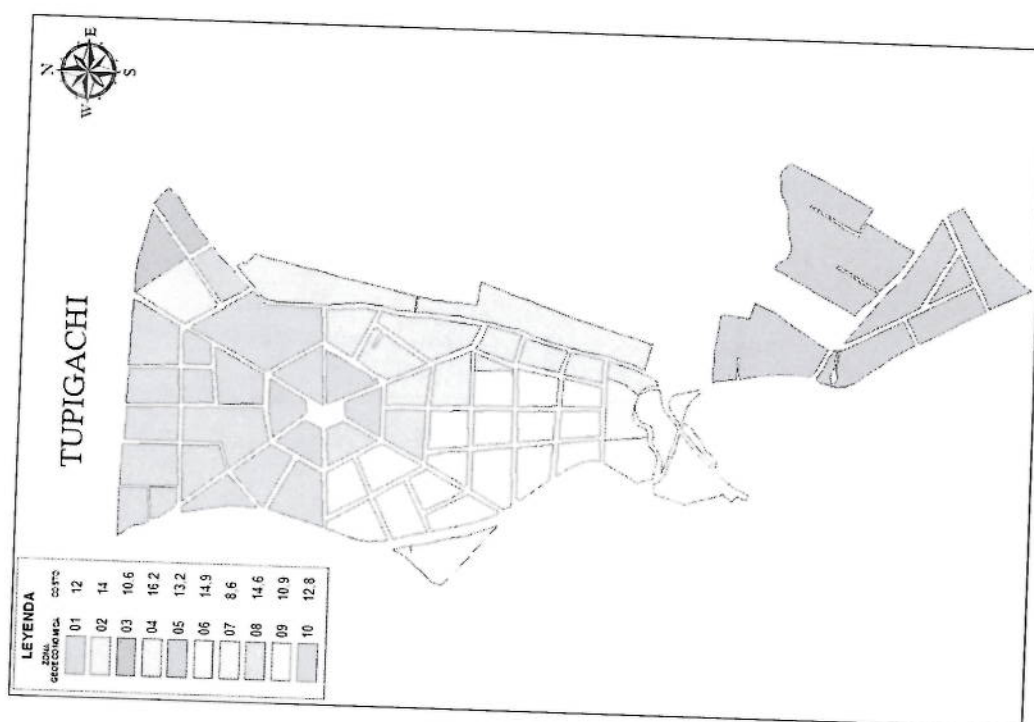 TUPIGACHI
N
E
S
W
LEYENDA
ZONA GEOECONOMICA COSTO
01 12
02 14
03 10.6
04 16.2
05 13.2
06 14.9
07 8.6
08 14.6
09 10.9
10 12.8